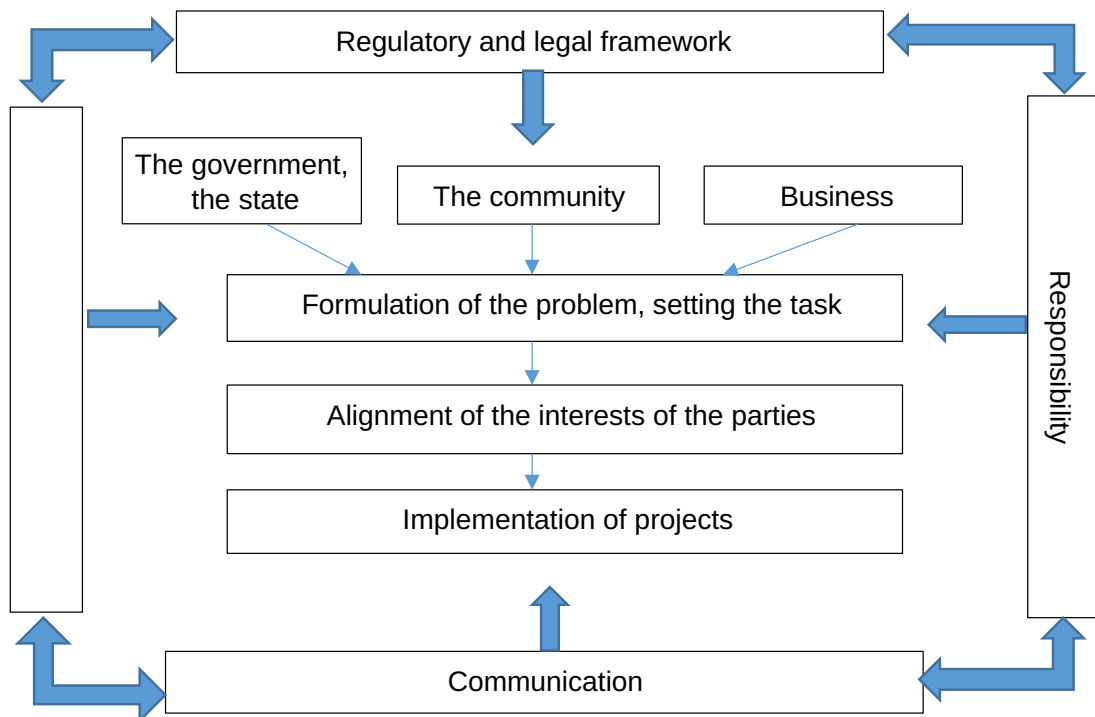 Regulatory and legal framework
The government,
the state
The community
Business
Formulation of the problem, setting the task
Alignment of the interests of the parties
Implementation of projects
Responsibility
Communication